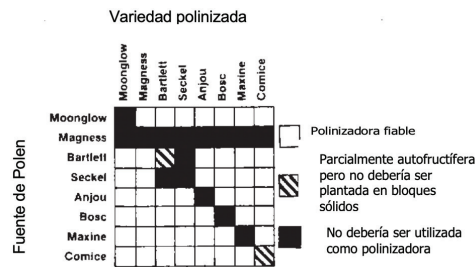 Variedad polinizada
Moonglow
Magness
Bartlett
Seckel
Anjou
Bosc
Maxine
Comice
Fuente de Polen
Moonglow
Magness
Bartlett
Seckel
Anjou
Bosc
Maxine
Comice
Polinizadora fiable
Parcialmente autofructífera
pero no debería ser
plantada en bloques
sólidos
No debería ser utilizada
como polinizadora